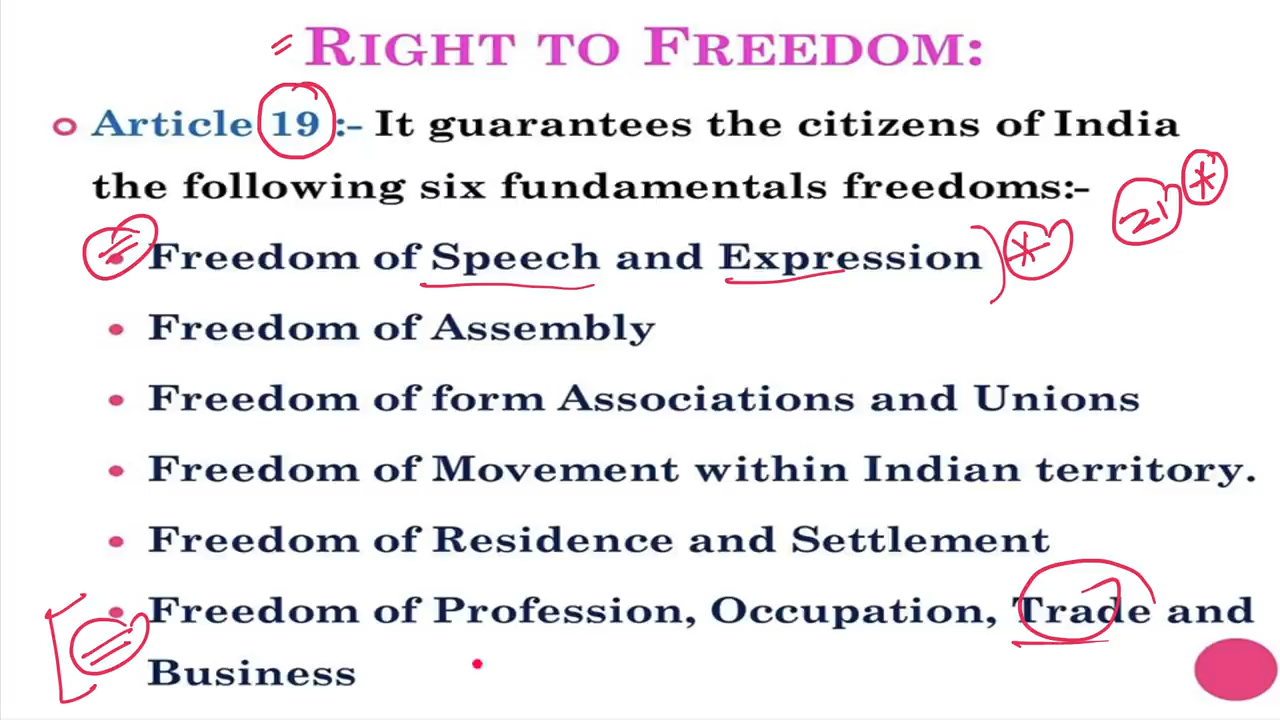 RIGHT TO FREEDOM:
Article 19 :- It guarantees the citizens of India
the following six fundamentals freedoms:-
21 *
Freedom of Speech and Expression *
Freedom of Assembly
Freedom of form Associations and Unions
Freedom of Movement within Indian territory.
Freedom of Residence and Settlement
Freedom of Profession, Occupation, Trade and
Business